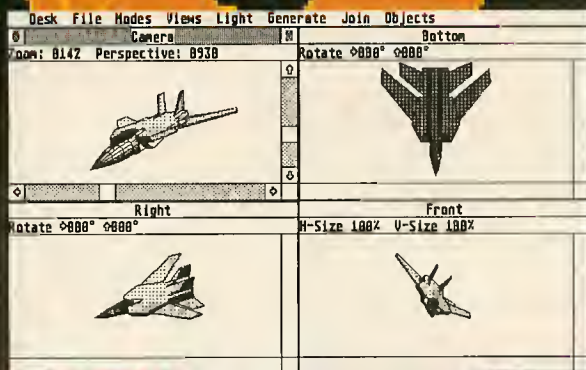 Desk File Modes Views Light Generate Join Objects
Camera
Zoom: 0142 Perspective: 0930
Bottom
Rotate ◊000° ◊000°
Right
Rotate ◊000° ◊000°
Front
H-Size 100% V-Size 100%